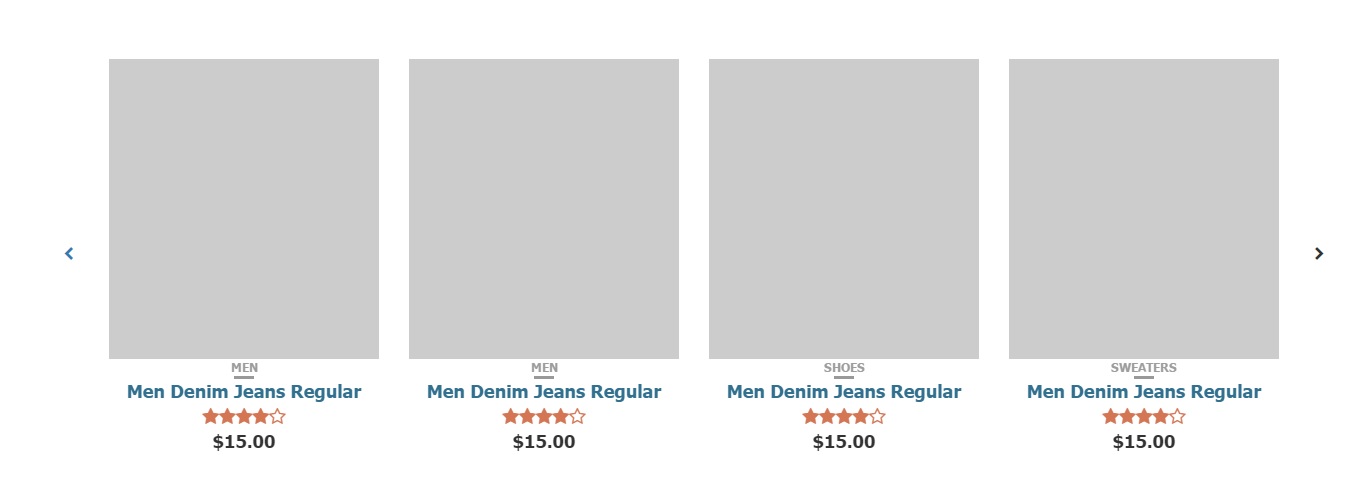 MEN
Men Denim Jeans Regular
$15.00
MEN
Men Denim Jeans Regular
$15.00
SHOES
Men Denim Jeans Regular
$15.00
SWEATERS
Men Denim Jeans Regular
$15.00